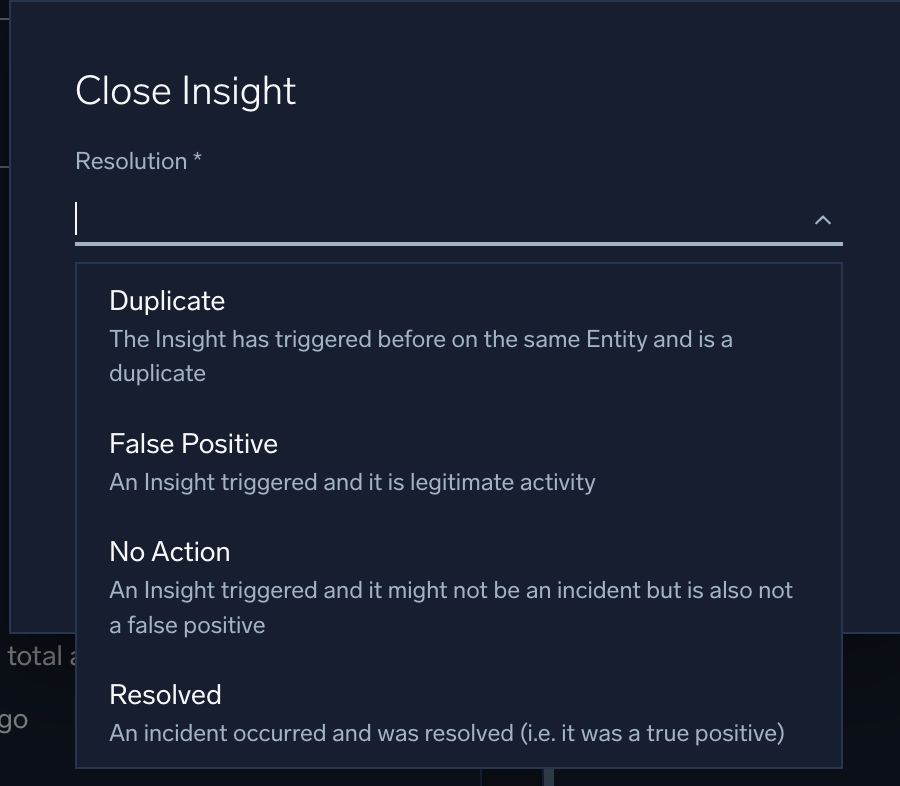 Close Insight
Resolution *
Duplicate
The Insight has triggered before on the same Entity and is a
duplicate
False Positive
An Insight triggered and it is legitimate activity
No Action
An Insight triggered and it might not be an incident but is also not
a false positive
total
Resolved
go
An incident occurred and was resolved (i.e. it was a true positive)